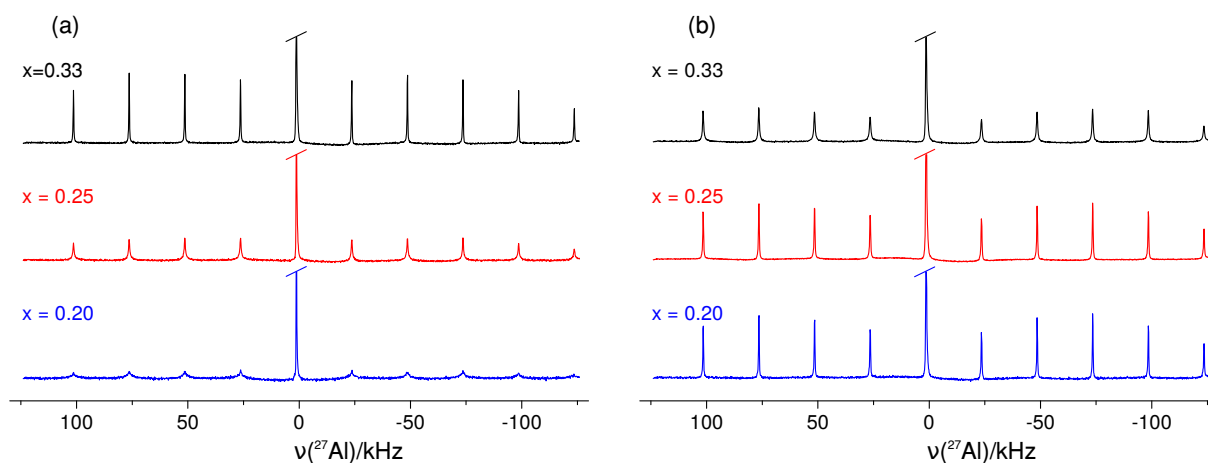 (a)
x=0.33
x = 0.25
x = 0.20
100 50 0 -50 -100
ν(²⁷Al)/kHz
(b)
x = 0.33
x = 0.25
x = 0.20
100 50 0 -50 -100
ν(²⁷Al)/kHz